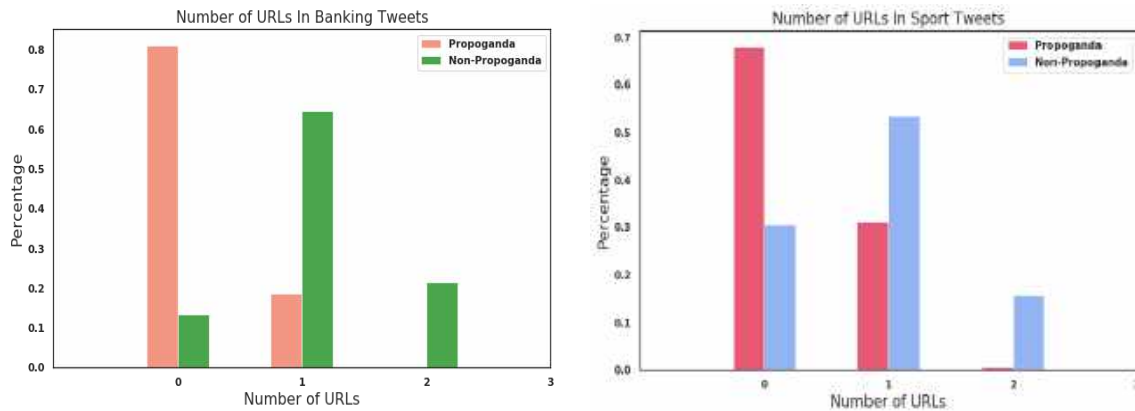 Number of URLs In Banking Tweets
Propoganda
Non-Propoganda
0.8
0.7
0.6
0.5
0.4
0.3
0.2
0.1
0.0
Percentage
0 1 2 3
Number of URLs
Number of URLs In Sport Tweets
Propoganda
Non-Propoganda
0.7
0.6
0.5
0.4
0.3
0.2
0.1
0.0
Percentage
0 1 2
Number of URLs